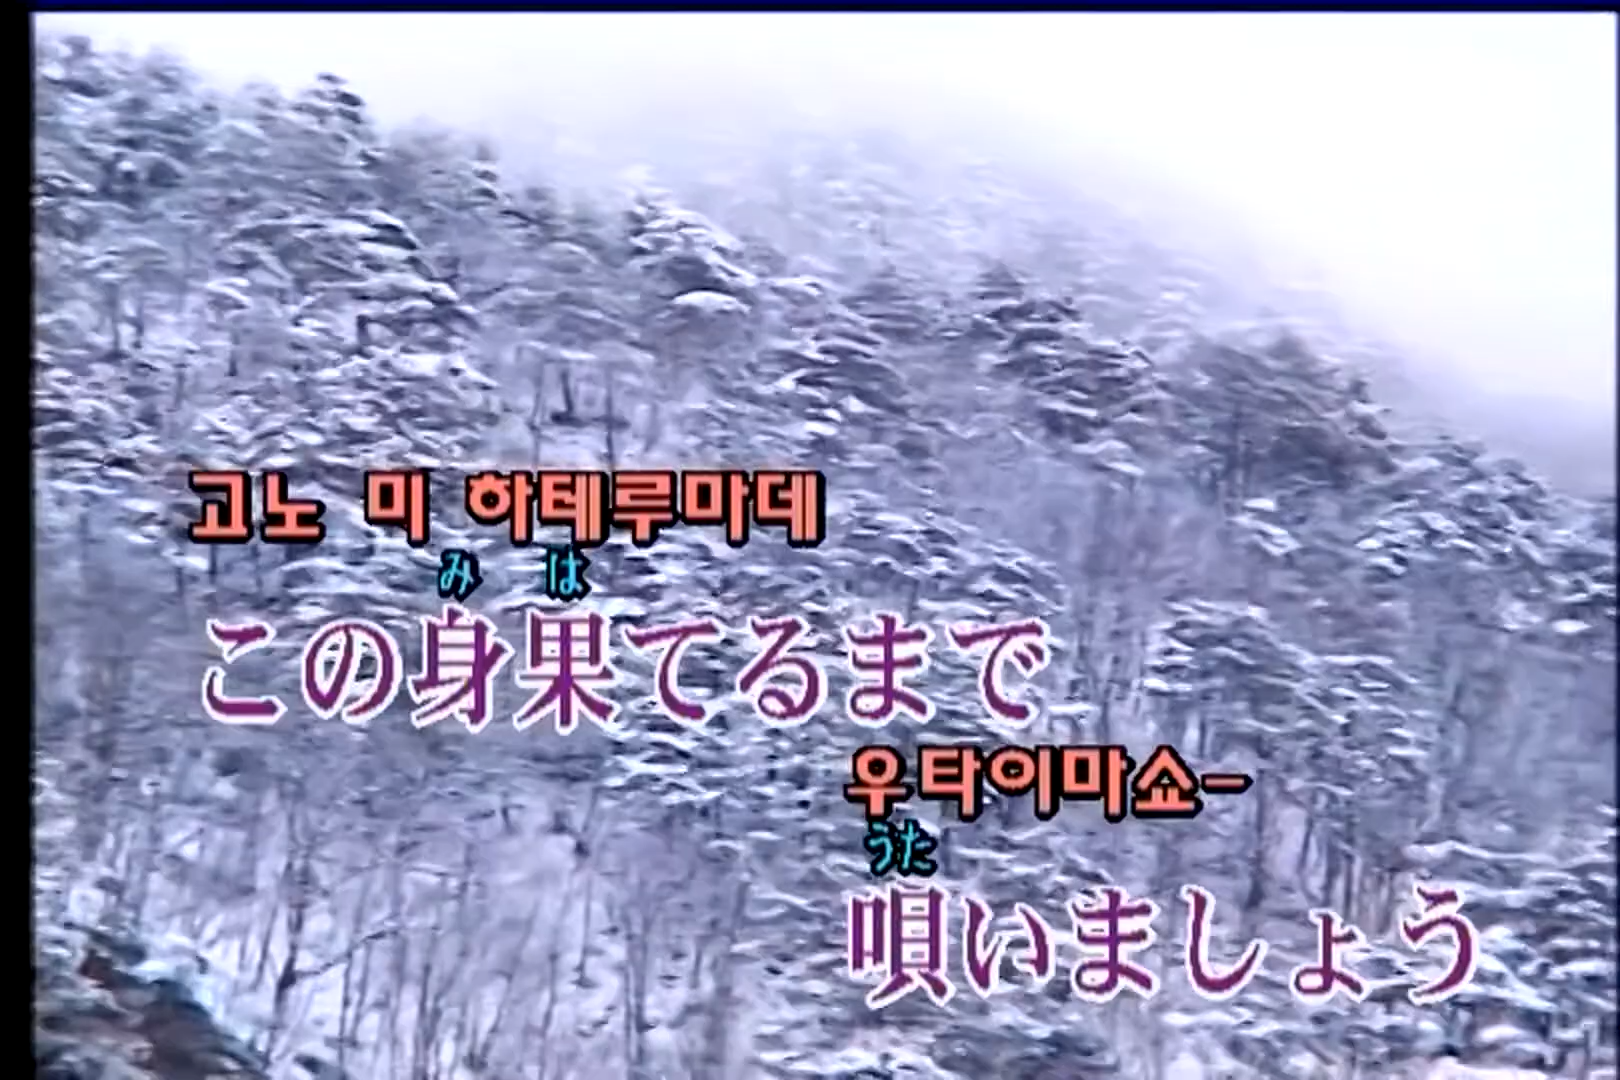 고노 미 하테루마데
み は
この身果てるまで
우타이마쇼-
うた
唄いましょう